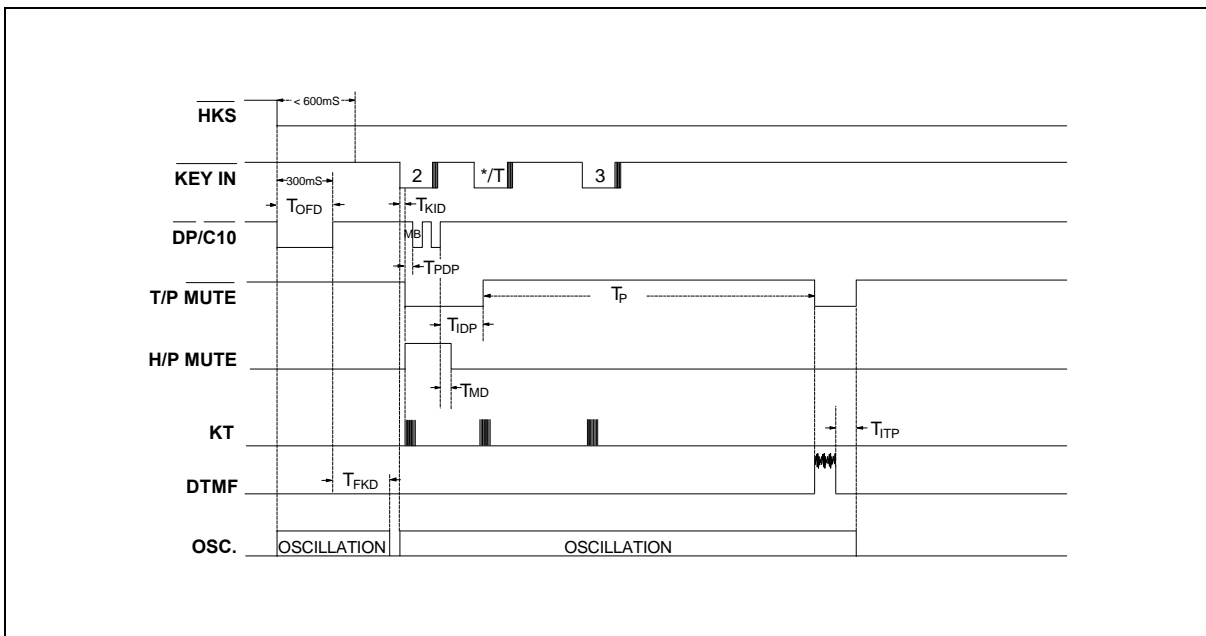 HKS
< 600mS
KEY IN
2
*/T
3
300mS
TOFD
TKID
DP/C10
MB
TPDP
T/P MUTE
TP
TIDP
H/P MUTE
TMD
KT
TITP
DTMF
TFKD
OSC.
OSCILLATION
OSCILLATION